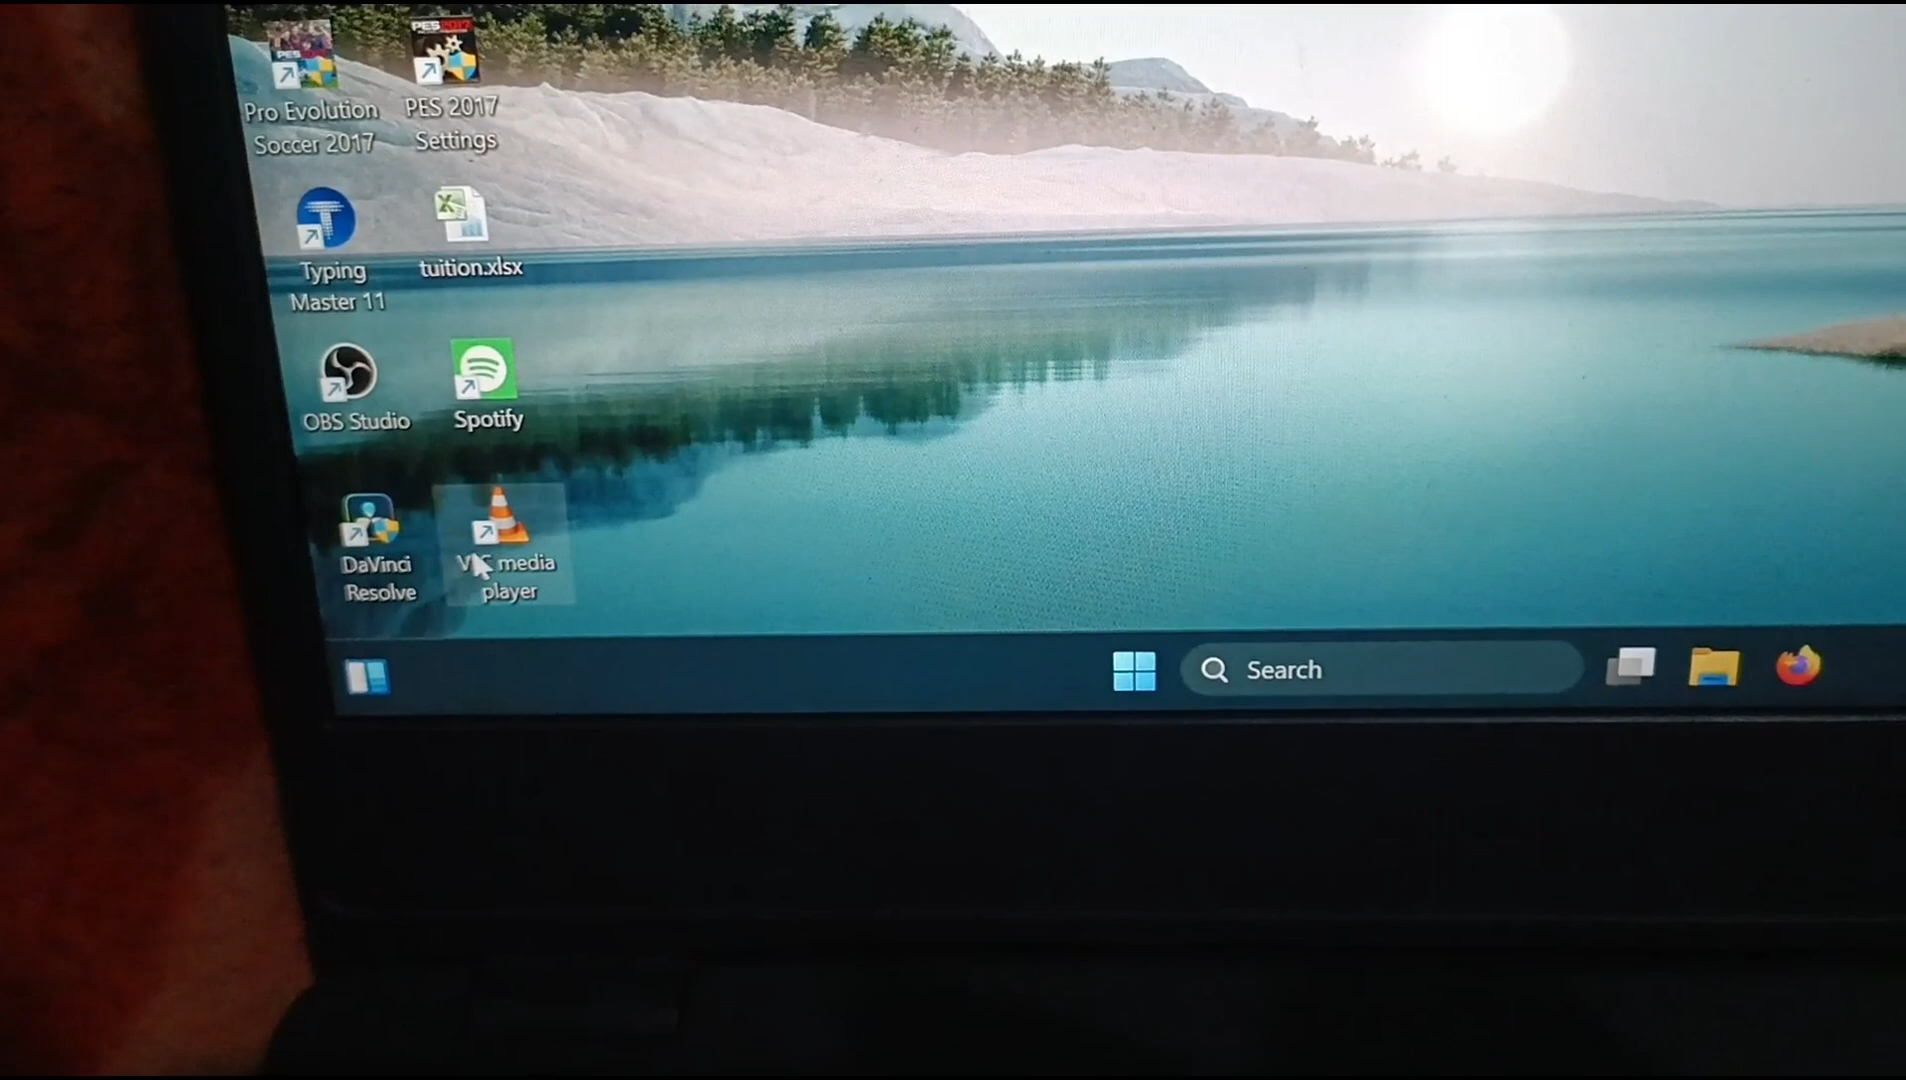 Pro Evolution
Soccer 2017
PES2017
PES 2017
Settings
Typing
Master 11
tuition.xlsx
OBS Studio
Spotify
DaVinci
Resolve
media
player
Search